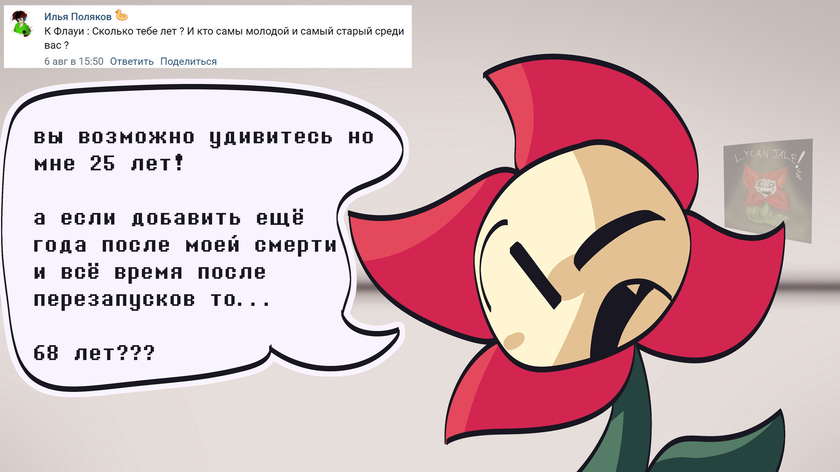 Илья Поляков
К Флауи : Сколько тебе лет ? И кто самы молодой и самый старый среди
вас ?
6 авг в 15:50 Ответить Поделиться
вы возможно удивитесь но
мне 25 лет!
а если добавить ещё
года после моей смерти
и всё время после
перезапусков то...
68 лет???
LYCAN TALE!